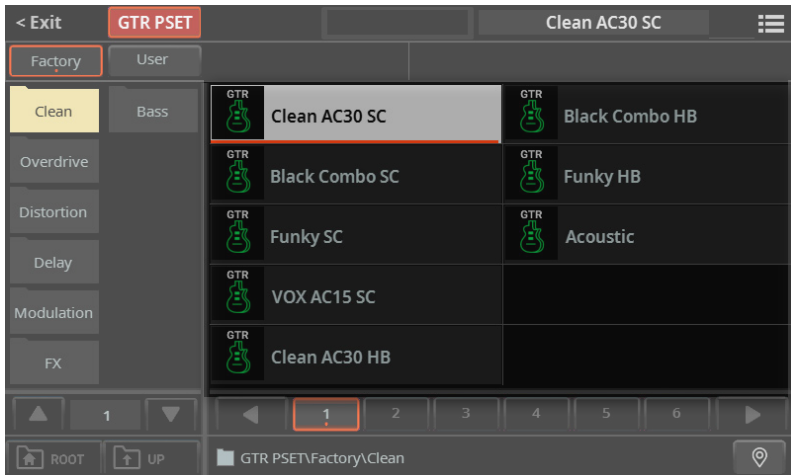 < Exit GTR PSET Clean AC30 SC
Factory User
Clean Bass
Overdrive
Distortion
Delay
Modulation
FX
GTR Clean AC30 SC
GTR Black Combo SC
GTR Funky SC
GTR VOX AC15 SC
GTR Clean AC30 HB
GTR Black Combo HB
GTR Funky HB
GTR Acoustic
1
1 2 3 4 5 6
ROOT UP
GTR PSET\Factory\Clean